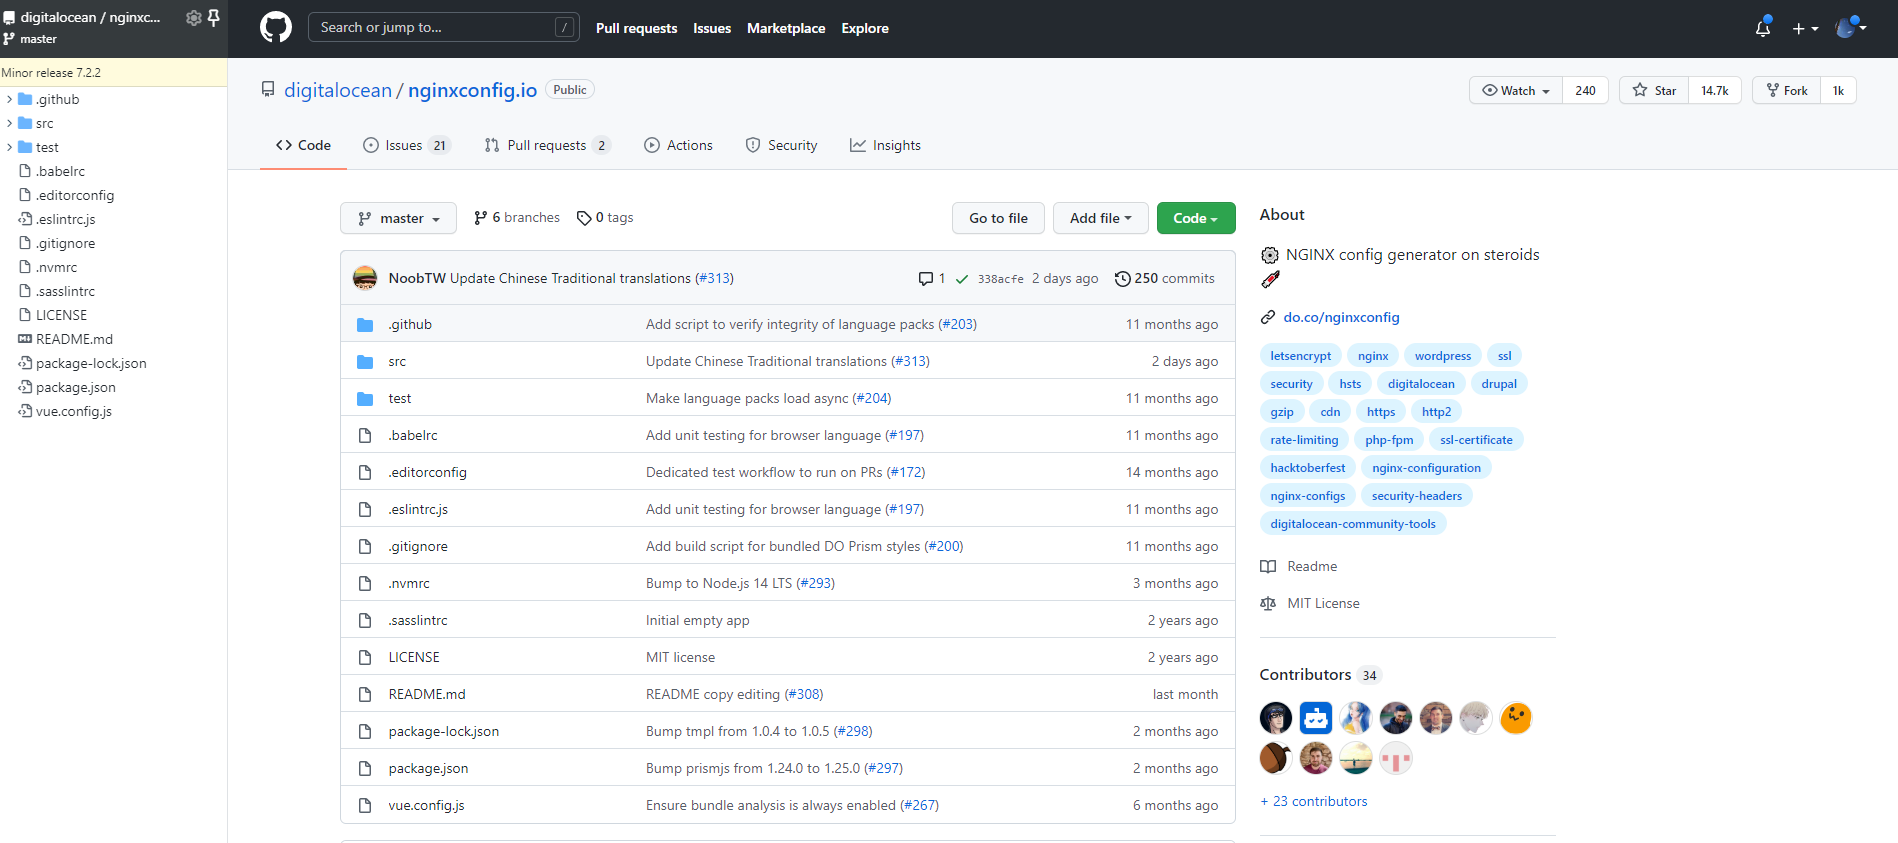 digitalocean / nginxc...
master
Minor release 7.2.2
.github
src
test
.babelrc
.editorconfig
.eslintrc.js
.gitignore
.nvmrc
.sasslintrc
LICENSE
README.md
package-lock.json
package.json
vue.config.js
Search or jump to... /
Pull requests Issues Marketplace Explore
digitalocean / nginxconfig.io Public
Watch 240 Star 14.7k Fork 1k
Code Issues 21 Pull requests 2 Actions Security Insights
master 6 branches 0 tags Go to file Add file Code
NoobTW Update Chinese Traditional translations (#313) 1 338acfe 2 days ago 250 commits
.github Add script to verify integrity of language packs (#203) 11 months ago
src Update Chinese Traditional translations (#313) 2 days ago
test Make language packs load async (#204) 11 months ago
.babelrc Add unit testing for browser language (#197) 11 months ago
.editorconfig Dedicated test workflow to run on PRs (#172) 14 months ago
.eslintrc.js Add unit testing for browser language (#197) 11 months ago
.gitignore Add build script for bundled DO Prism styles (#200) 11 months ago
.nvmrc Bump to Node.js 14 LTS (#293) 3 months ago
.sasslintrc Initial empty app 2 years ago
LICENSE MIT license 2 years ago
README.md README copy editing (#308) last month
package-lock.json Bump tmpl from 1.0.4 to 1.0.5 (#298) 2 months ago
package.json Bump prismjs from 1.24.0 to 1.25.0 (#297) 2 months ago
vue.config.js Ensure bundle analysis is always enabled (#267) 6 months ago
About
NGINX config generator on steroids
do.co/nginxconfig
letsencrypt nginx wordpress ssl
security hsts digitalocean drupal
gzip cdn https http2
rate-limiting php-fpm ssl-certificate
hacktoberfest nginx-configuration
nginx-configs security-headers
digitalocean-community-tools
Readme
MIT License
Contributors 34
+ 23 contributors